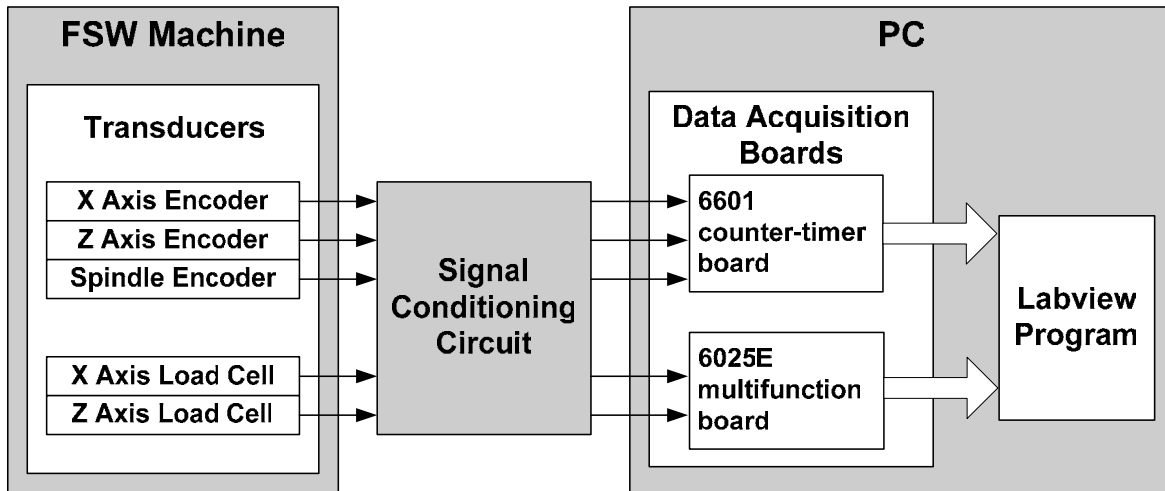 FSW Machine
Transducers
X Axis Encoder
Z Axis Encoder
Spindle Encoder
X Axis Load Cell
Z Axis Load Cell
Signal
Conditioning
Circuit
PC
Data Acquisition
Boards
6601
counter-timer
board
6025E
multifunction
board
Labview
Program